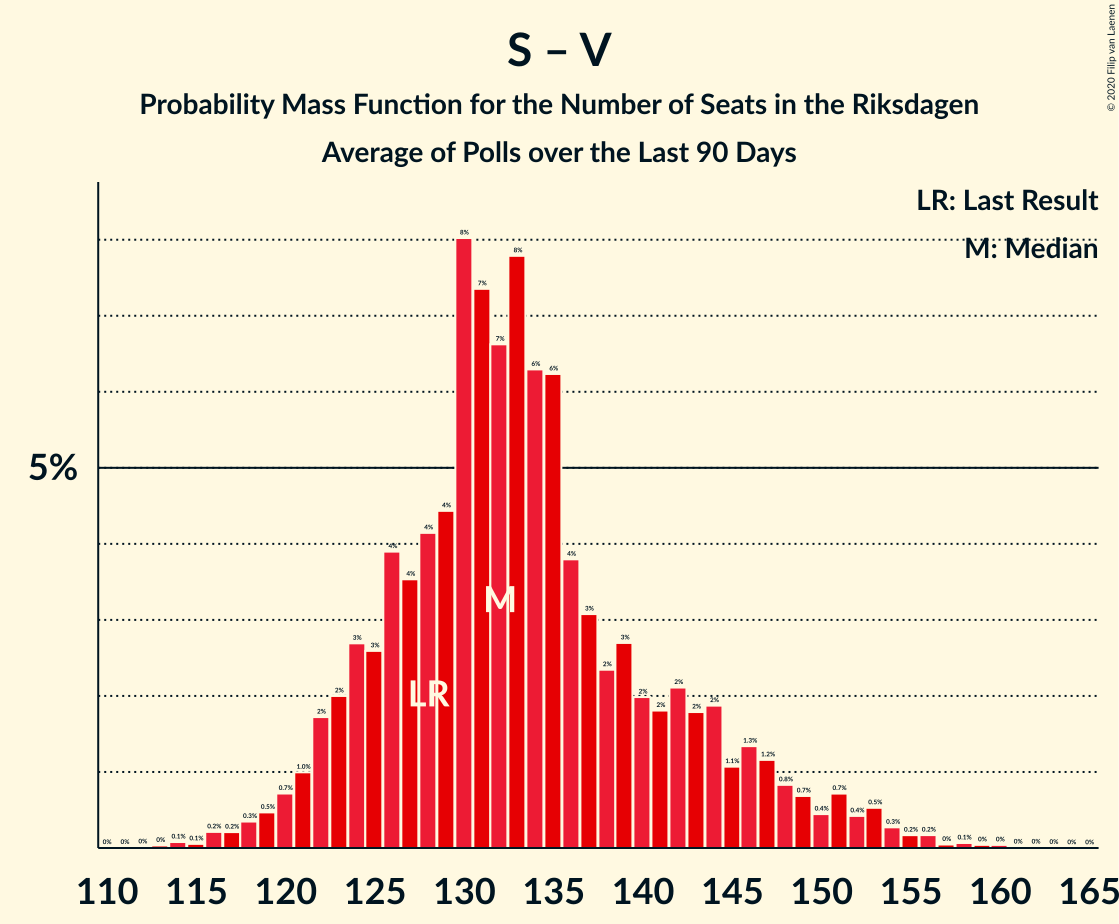 S – V
Probability Mass Function for the Number of Seats in the Riksdagen
Average of Polls over the Last 90 Days
© 2020 Filip van Laenen
LR: Last Result
M: Median
5%
0% 0% 0% 0% 0.1% 0.1% 0.2% 0.2% 0.3% 0.5% 0.7% 1.0% 2% 2% 3% 3% 4% 4% 4% 4% 8% 7% 7% 8% 6% 6% 4% 3% 2% 3% 2% 2% 2% 2% 2% 1.1% 1.3% 1.2% 0.8% 0.7% 0.4% 0.7% 0.4% 0.5% 0.3% 0.2% 0.2% 0% 0.1% 0% 0% 0% 0% 0% 0% 0%
M
LR
110 115 120 125 130 135 140 145 150 155 160 165